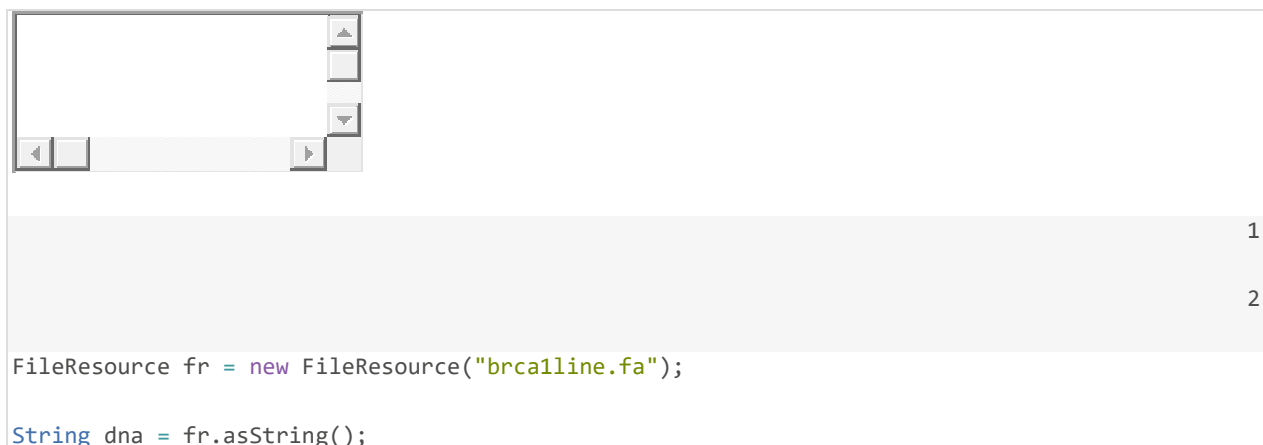 1
2
FileResource fr = new FileResource("brca1line.fa");
String dna = fr.asString();